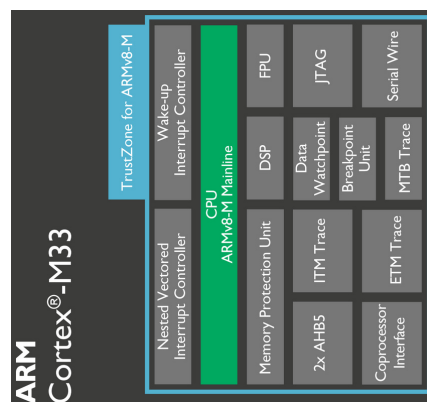 ARM
Cortex®-M33
TrustZone for ARMv8-M
Nested Vectored
Interrupt Controller
Wake-up
Interrupt Controller
CPU
ARMv8-M Mainline
Memory Protection Unit
DSP
FPU
2x AHB5
ITM Trace
Data
Watchpoint
Breakpoint
Unit
JTAG
Coprocessor
Interface
ETM Trace
MTB Trace
Serial Wire